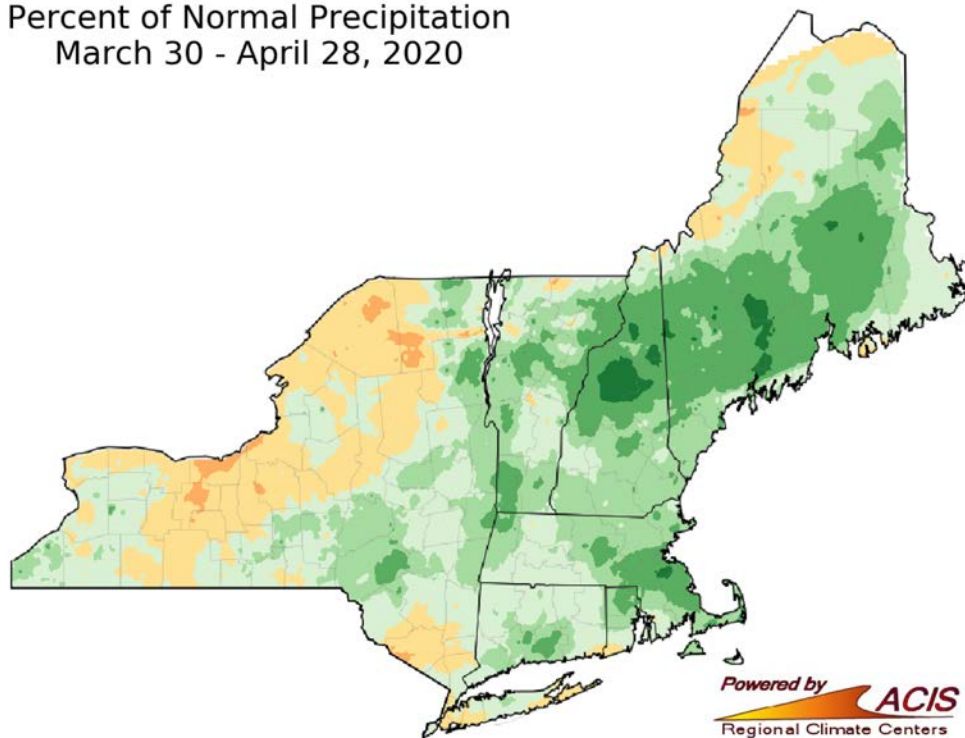 Percent of Normal Precipitation
March 30 - April 28, 2020
Powered by
ACIS
Regional Climate Centers